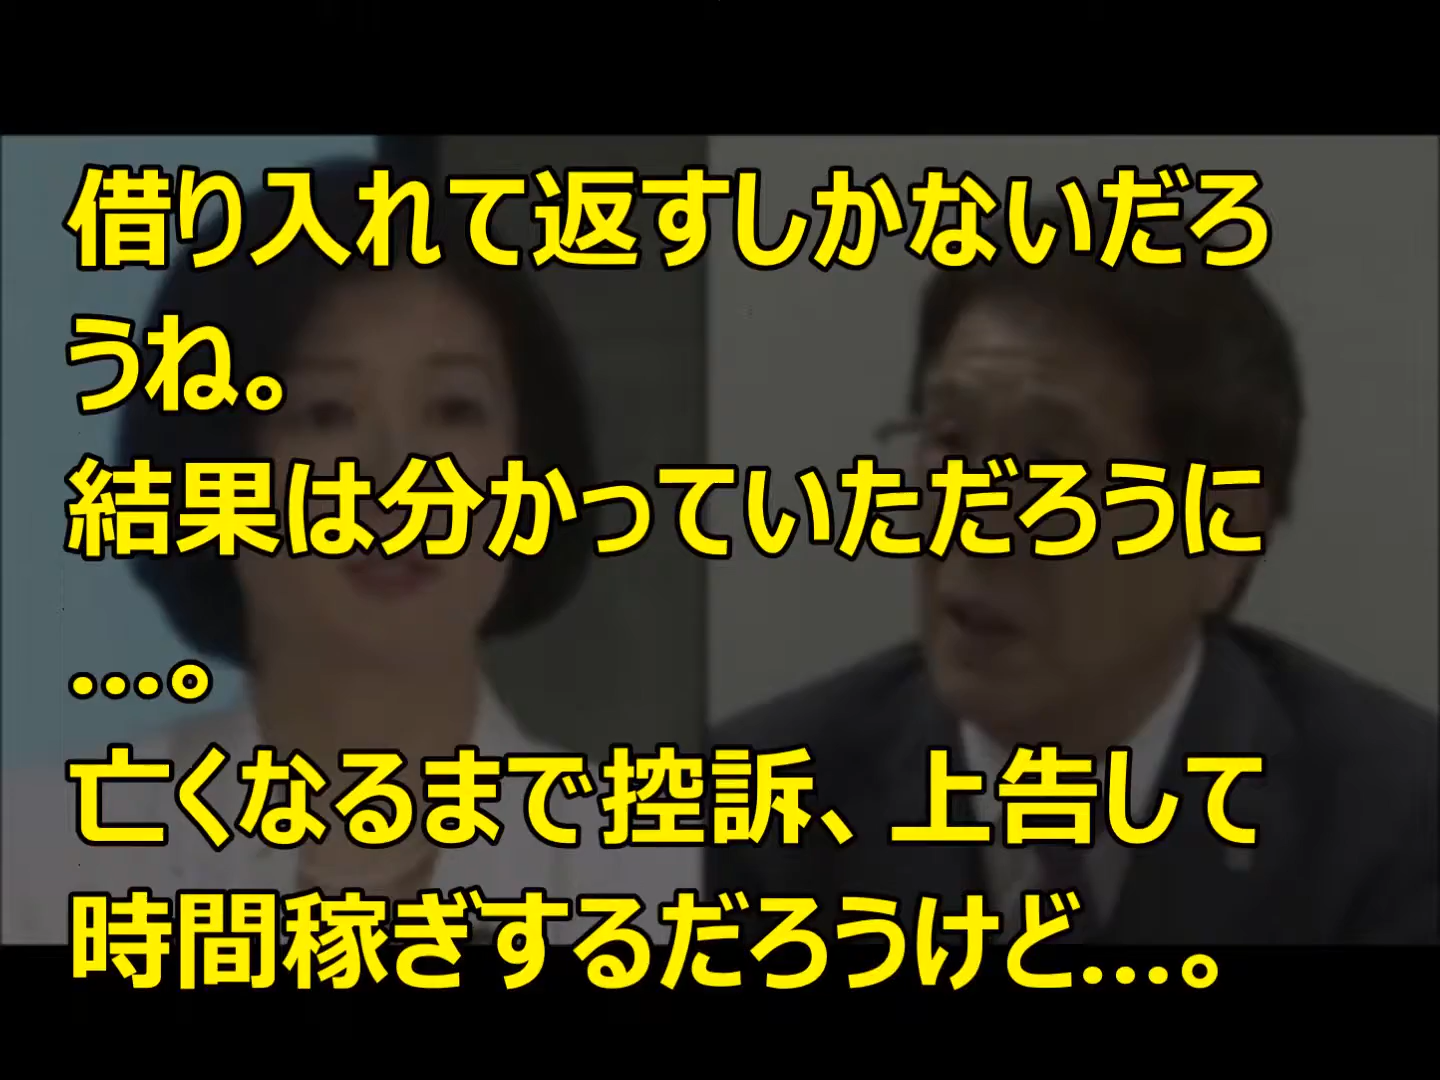 借り入れて返すしかないだろ
うね。
結果は分かっていただろうに
….。
亡くなるまで控訴、上告して
時間稼ぎするだろうけど…。